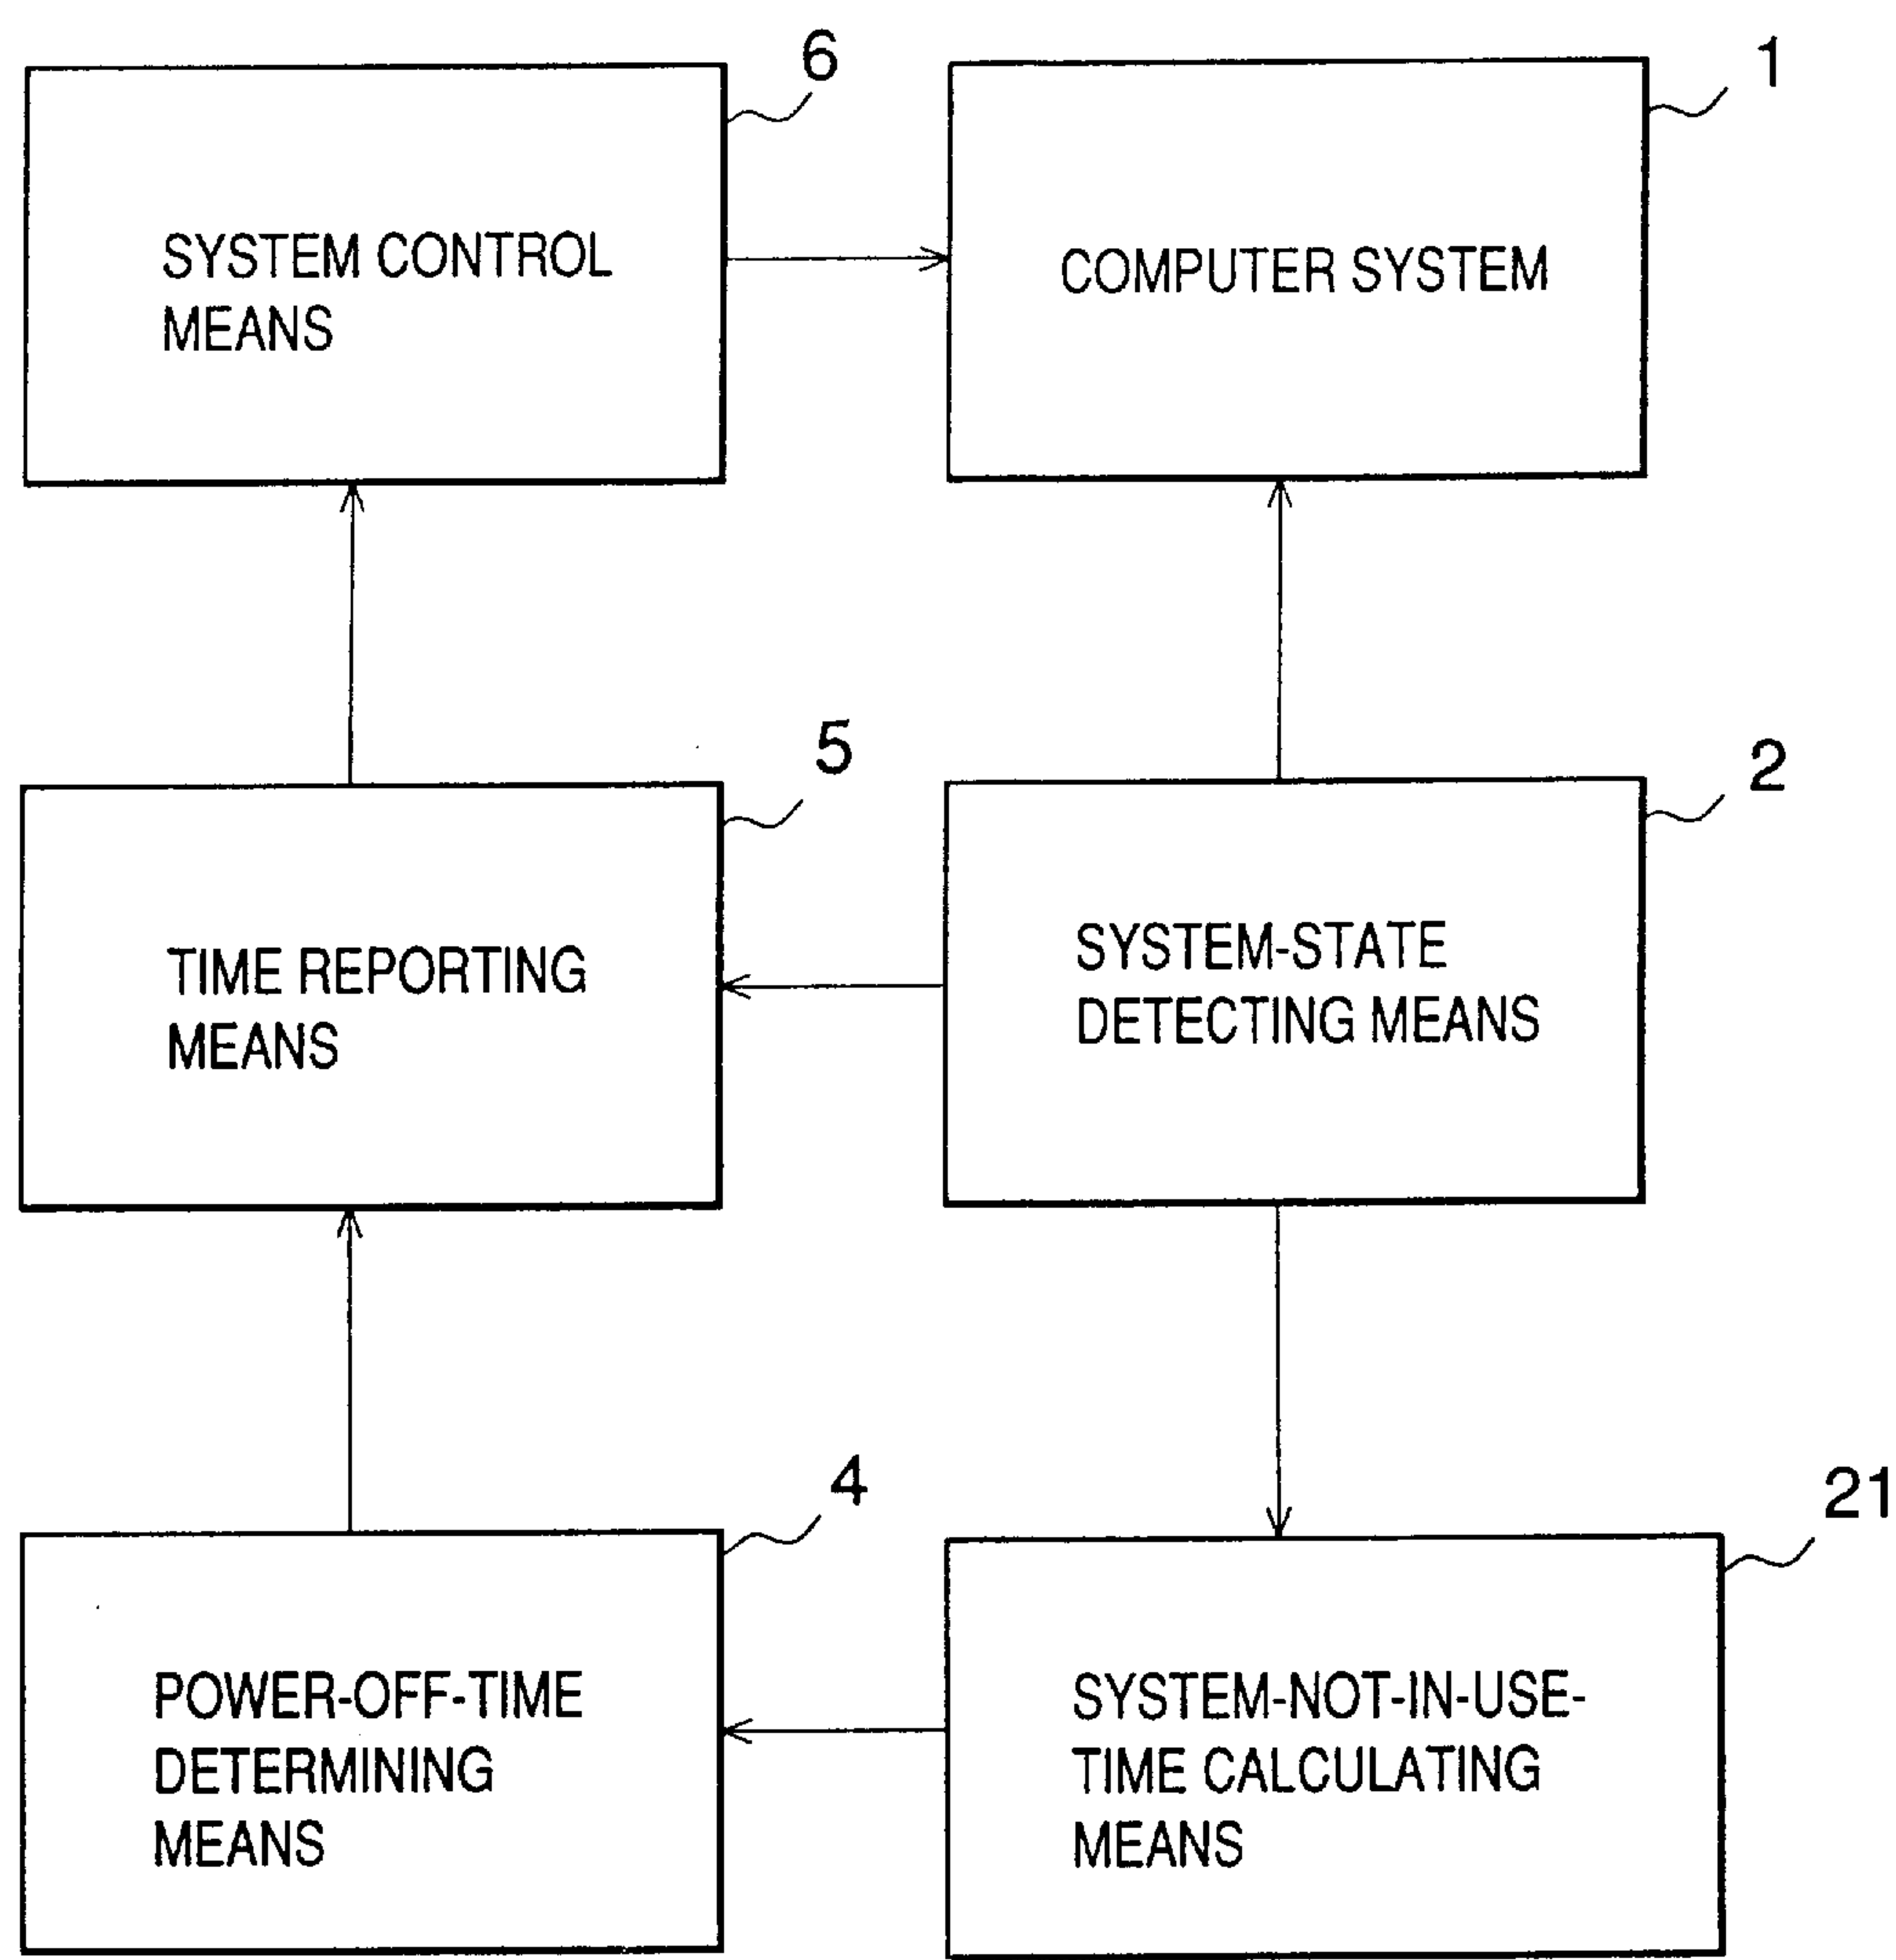 6
SYSTEM CONTROL
MEANS
1
COMPUTER SYSTEM
5
TIME REPORTING
MEANS
2
SYSTEM-STATE
DETECTING MEANS
4
POWER-OFF-TIME
DETERMINING
MEANS
21
SYSTEM-NOT-IN-USE-
TIME CALCULATING
MEANS